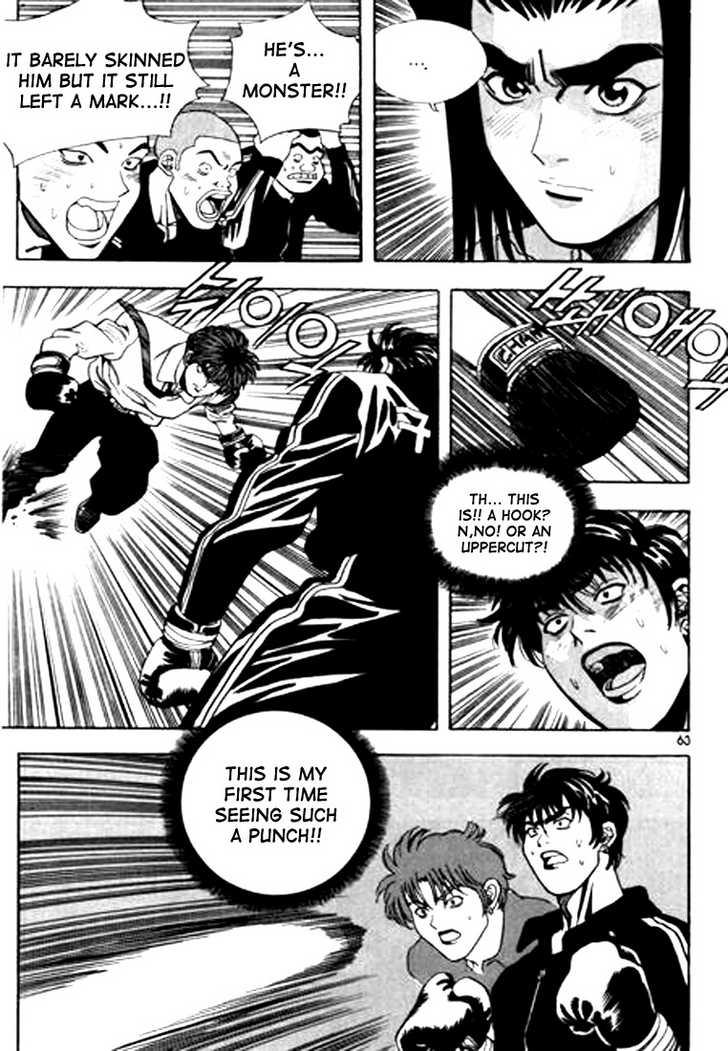 IT BARELY SKINNED
HIM BUT IT STILL
LEFT A MARK...!!
HE'S...
A
MONSTER!!
...
TH... THIS
IS!! A HOOK?
N,NO! OR AN
UPPERCUT?!
63
THIS IS MY
FIRST TIME
SEEING SUCH
A PUNCH!!